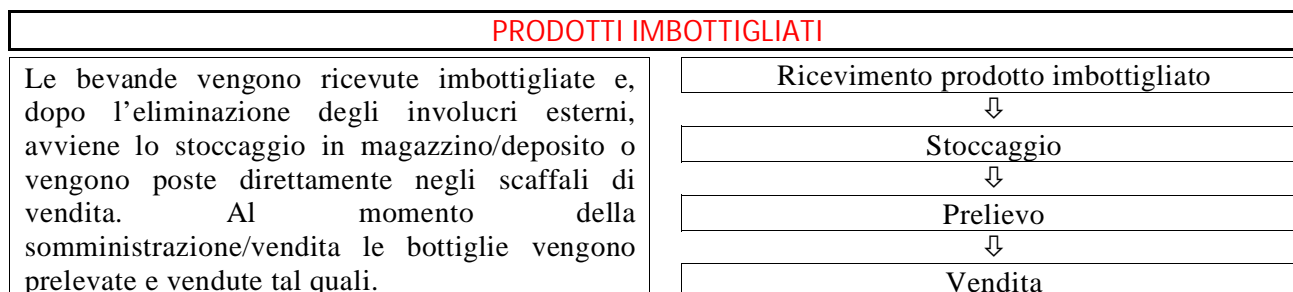 PRODOTTI IMBOTTIGLIATI
Le bevande vengono ricevute imbottigliate e,
dopo l’eliminazione degli involucri esterni,
avviene lo stoccaggio in magazzino/deposito o
vengono poste direttamente negli scaffali di
vendita. Al momento della
somministrazione/vendita le bottiglie vengono
prelevate e vendute tal quali.
Ricevimento prodotto imbottigliato
⇩
Stoccaggio
⇩
Prelievo
⇩
Vendita